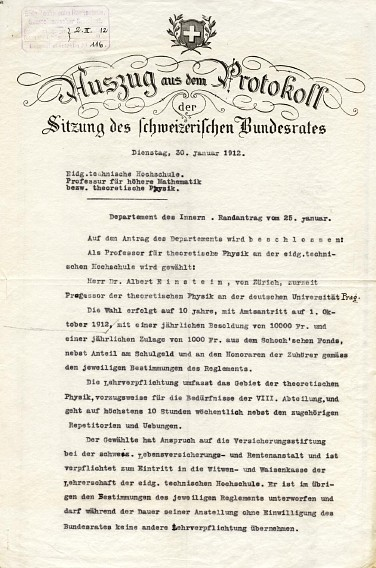 2. II. 12
116.
Auszug aus dem Protokoll
der
Sitzung des schweizerischen Bundesrates
Dienstag, 30. januar 1912.
Eidg.technische Hochschule.
Professur für höhere Mathematik
bezw. theoretische Physik.
Departement des Innern . Randantrag vom 25. januar.
Auf den Antrag des Departements wird b e s c h l o s s e n:
Als Professor für theoretische Physik an der eidg.techni-
schen Hochschule wird gewählt:
Herr Dr. Albert E i n s t e i n , von Zürich, zurzeit
Professor der theoretischen Physik an der deutschen Universität Prag.
Die Wahl erfolgt auf 10 jahre, mit Amtsantritt auf 1. Ok-
tober 1912, mit einer jährlichen Besoldung von 10000 Fr. und
einer jährlichen Zulage von 1000 Fr. aus dem Schoch'schen Fonds,
nebst Anteil am Schulgeld und an den Honoraren der Zuhörer gemäss
den jeweiligen Bestimmungen des Reglements.
Die Lehrverpflichtung umfasst das Gebiet der theoretischen
Physik, vorzugsweise für die Bedürfnisse der VIII. Abteilung, und
geht auf höchstens 10 Stunden wöchentlich nebst den zugehörigen
Repetitorien und Uebungen.
Der Gewählte hat Anspruch auf die Versicherungsstiftung
bei der schweiz. Lebensversicherungs- und Rentenanstalt und ist
verpflichtet zum Eintritt in die Witwen- und Waisenkasse der
Lehrerschaft der eidg. technischen Hochschule. Er ist im übri-
gen den Bestimmungen des jeweiligen Reglements unterworfen und
darf während der Dauer seiner Anstellung ohne Einwilligung des
Bundesrates keine andere Lehrverpflichtung übernehmen.